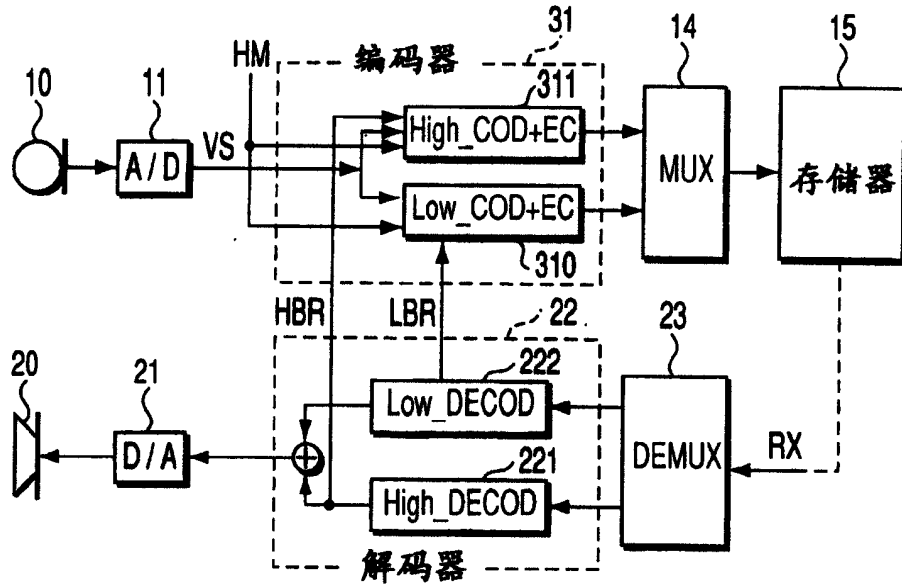 31
14
15
HM
编码器
10
11
311
High_COD+EC
A/D
VS
MUX
存储器
Low_COD+EC
310
HBR
LBR
22
23
20
21
222
Low_DECOD
D/A
221
DEMUX
RX
High_DECOD
解码器